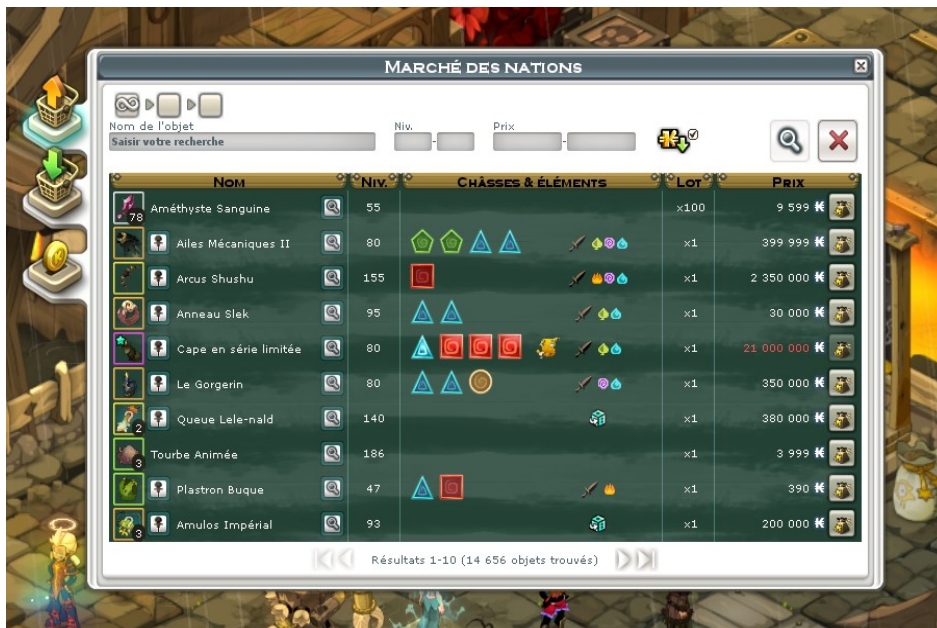 Marché des nations
Nom de l'objet Niv. Prix
Saisir votre recherche - -
Nom Niv. Châsses & éléments Lot Prix
78 Améthyste Sanguine 55 x100 9 599
Ailes Mécaniques II 80 x1 399 999
Arcus Shushu 155 x1 2 350 000
Anneau Slek 95 x1 30 000
Cape en série limitée 80 x1 21 000 000
Le Gorgerin 80 x1 350 000
2 Queue Lele-nald 140 x1 380 000
3 Tourbe Animée 186 x1 3 999
Plastron Buque 47 x1 390
3 Amulos Impérial 93 x1 200 000
Résultats 1-10 (14 656 objets trouvés)